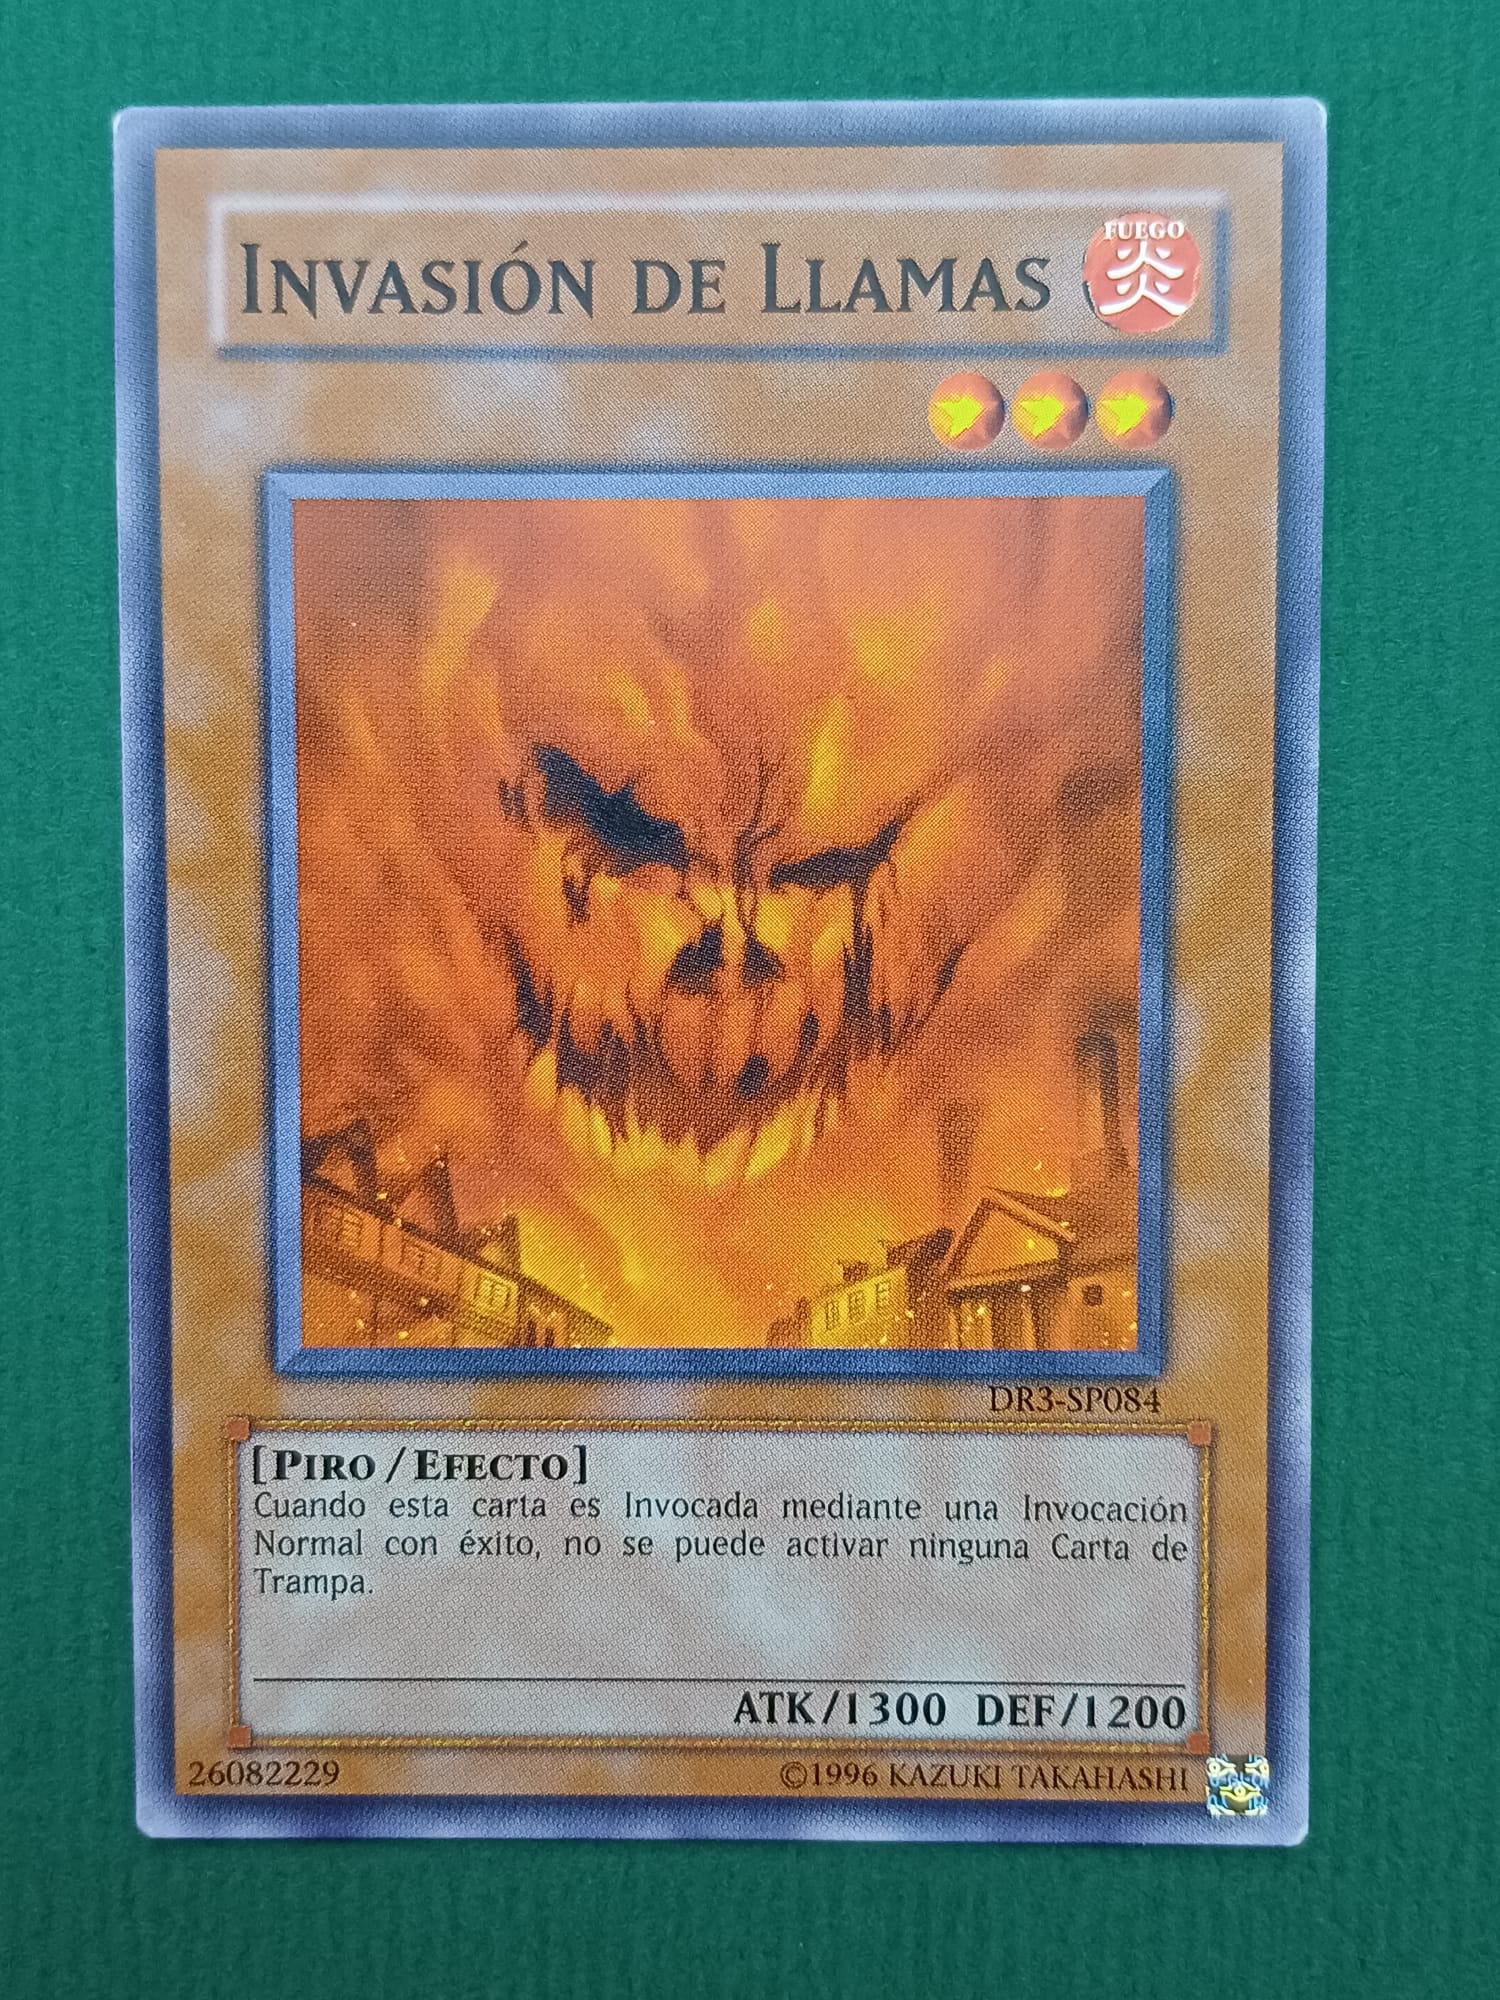 INVASIÓN DE LLAMAS
FUEGO
炎
DR3-SP084
[PIRO/EFECTO]
Cuando esta carta es Invocada mediante una Invocación
Normal con éxito, no se puede activar ninguna Carta de
Trampa.
ATK/1300 DEF/1200
26082229
©1996 KAZUKI TAKAHASHI